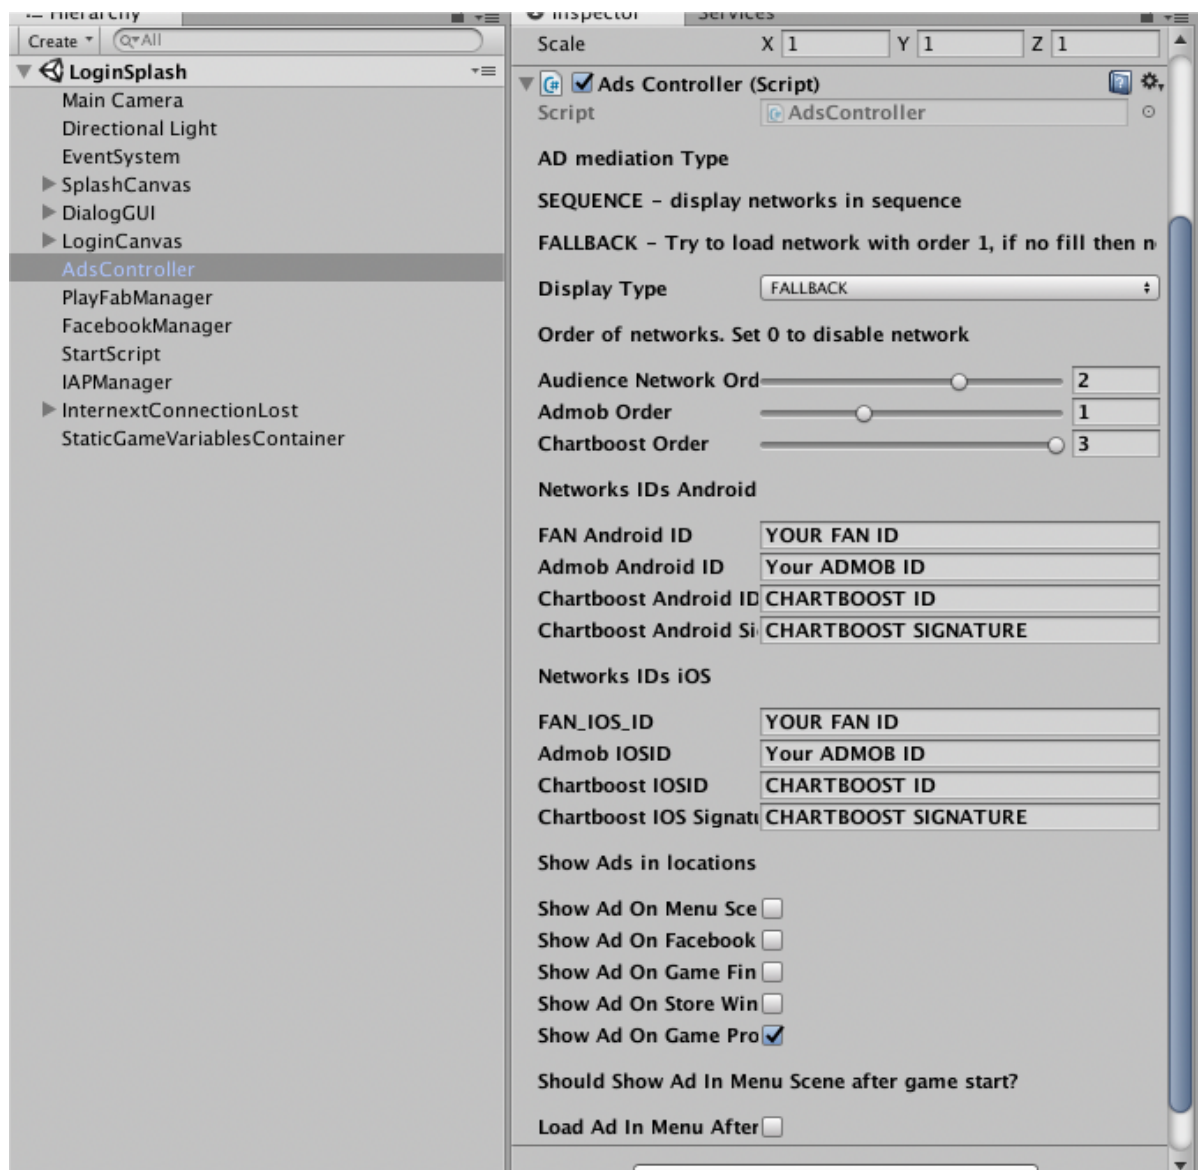 Hierarchy
Create
All
LoginSplash
Main Camera
Directional Light
EventSystem
SplashCanvas
DialogGUI
LoginCanvas
AdsController
PlayFabManager
FacebookManager
StartScript
IAPManager
InternextConnectionLost
StaticGameVariablesContainer
Inspector Services
Scale X 1 Y 1 Z 1
C# Ads Controller (Script)
Script AdsController
AD mediation Type
SEQUENCE – display networks in sequence
FALLBACK – Try to load network with order 1, if no fill then n
Display Type FALLBACK
Order of networks. Set 0 to disable network
Audience Network Ord 2
Admob Order 1
Chartboost Order 3
Networks IDs Android
FAN Android ID YOUR FAN ID
Admob Android ID Your ADMOB ID
Chartboost Android ID CHARTBOOST ID
Chartboost Android Si CHARTBOOST SIGNATURE
Networks IDs iOS
FAN_IOS_ID YOUR FAN ID
Admob IOSID Your ADMOB ID
Chartboost IOSID CHARTBOOST ID
Chartboost IOS Signatu CHARTBOOST SIGNATURE
Show Ads in locations
Show Ad On Menu Sce
Show Ad On Facebook
Show Ad On Game Fin
Show Ad On Store Win
Show Ad On Game Pro
Should Show Ad In Menu Scene after game start?
Load Ad In Menu After